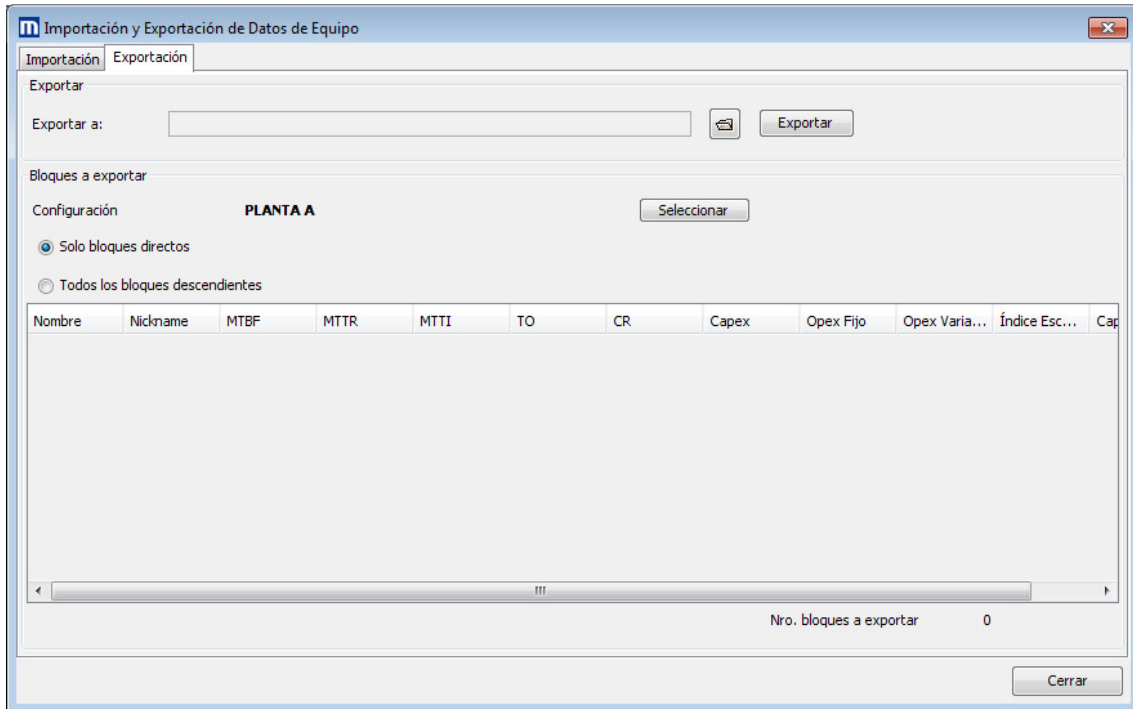 m Importación y Exportación de Datos de Equipo
Importación Exportación
Exportar
Exportar a: Exportar
Bloques a exportar
Configuración PLANTA A Seleccionar
Solo bloques directos
Todos los bloques descendientes
Nombre Nickname MTBF MTTR MTTI TO CR Capex Opex Fijo Opex Varia... Índice Esc... Cap
Nro. bloques a exportar 0
Cerrar